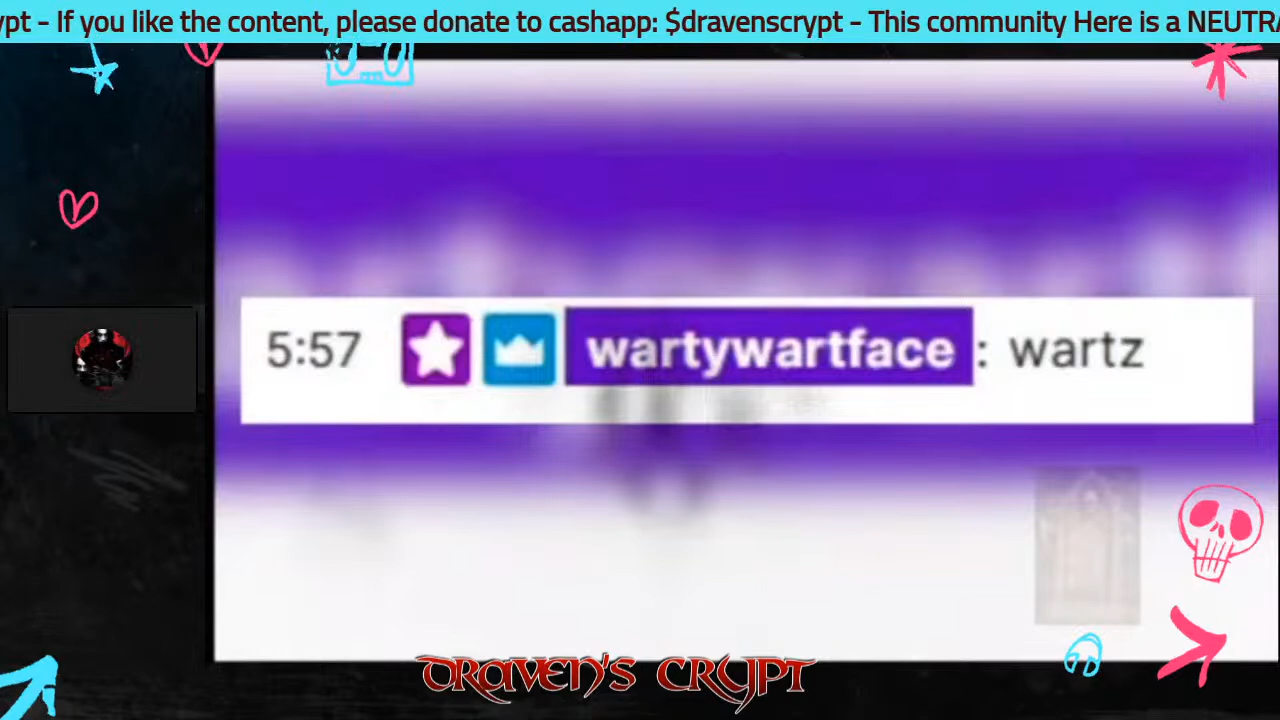 ypt - If you like the content, please donate to cashapp: $dravenscrypt - This community Here is a NEUTRA
5:57 wartywartface : wartz
DRAVEN'S CRYPT